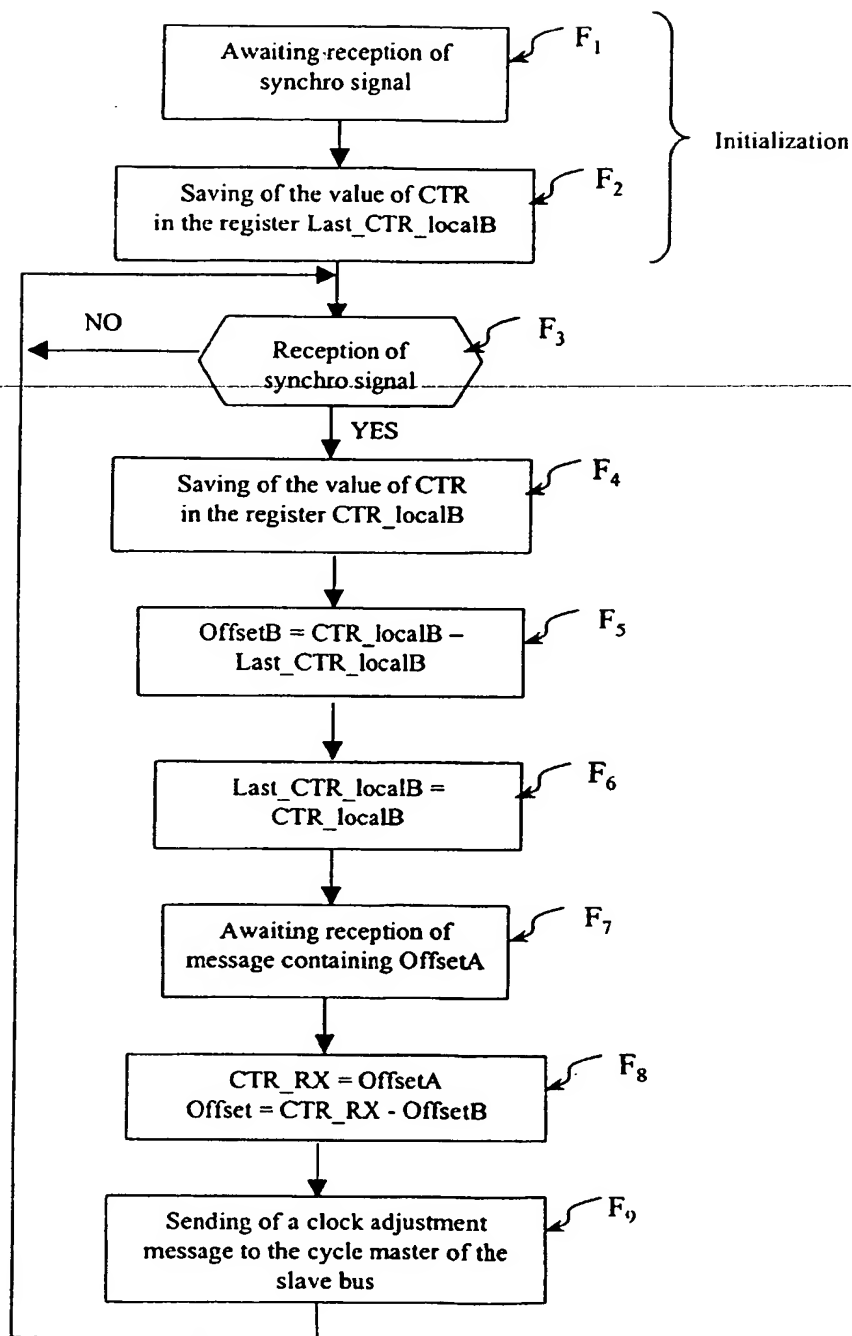 Awaiting reception of
synchro signal
F1
Initialization
Saving of the value of CTR
in the register Last_CTR_localB
F2
NO
Reception of
synchro signal
F3
YES
Saving of the value of CTR
in the register CTR_localB
F4
OffsetB = CTR_localB –
Last_CTR_localB
F5
Last_CTR_localB =
CTR_localB
F6
Awaiting reception of
message containing OffsetA
F7
CTR_RX = OffsetA
Offset = CTR_RX - OffsetB
F8
Sending of a clock adjustment
message to the cycle master of the
slave bus
F9